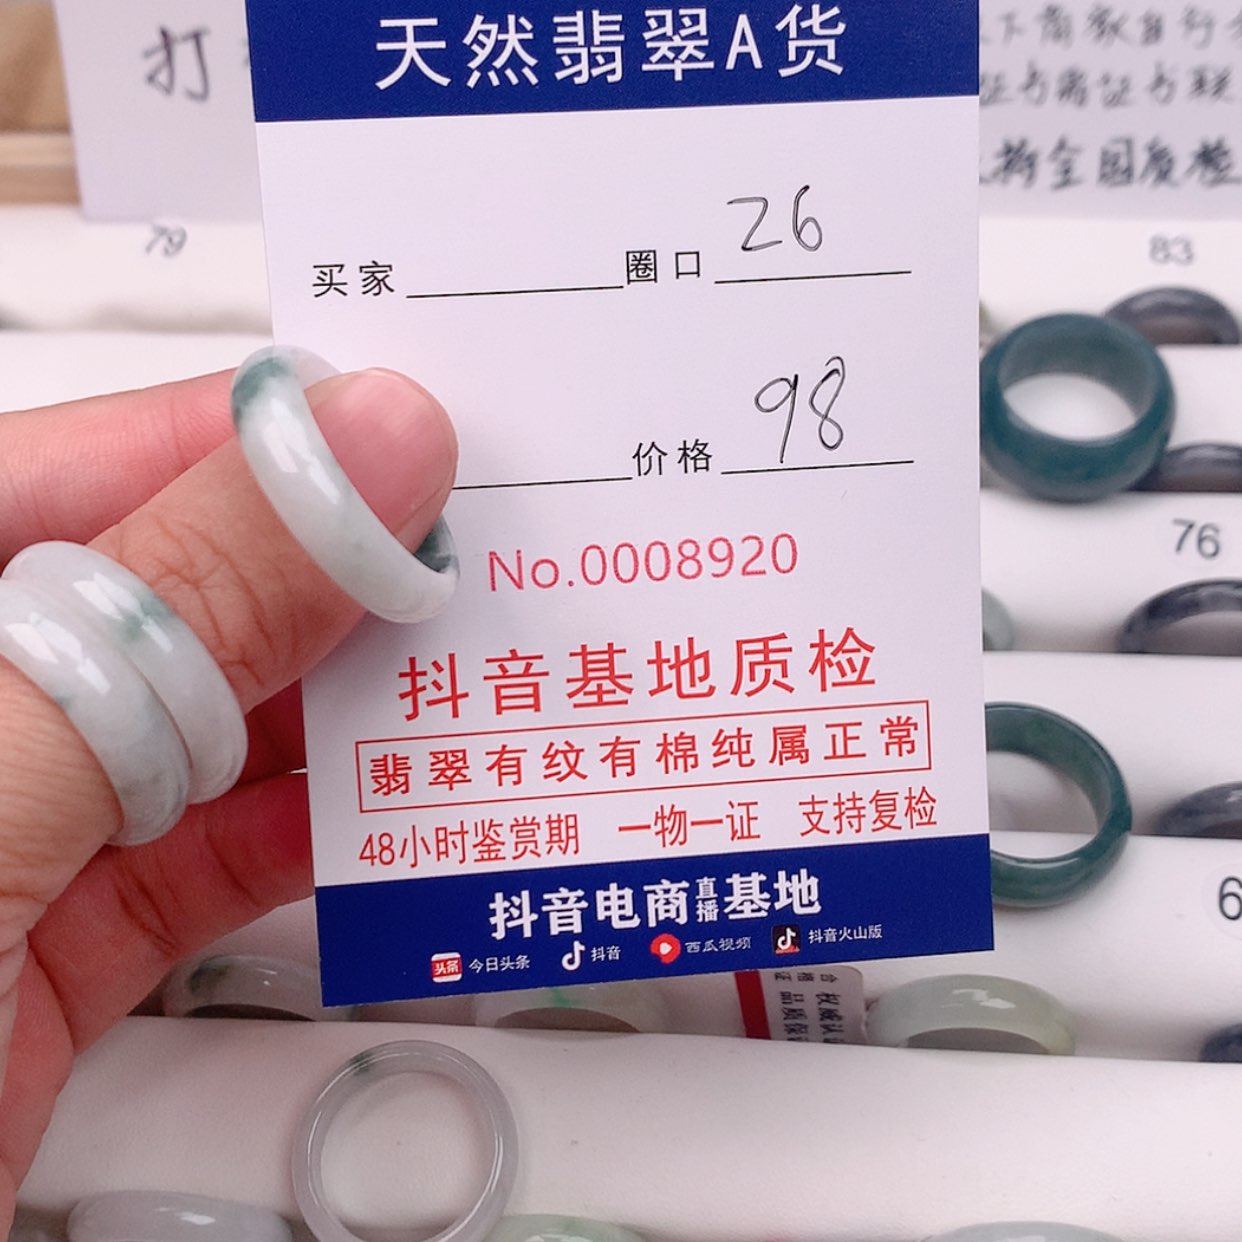 天然翡翠A货
打
79
83
买家 圈口 26
价格 98
76
No.0008920
抖音基地质检
翡翠有纹有棉纯属正常
48小时鉴赏期 一物一证 支持复检
6
抖音电商直播基地
今日头条 抖音 西瓜视频 抖音火山版